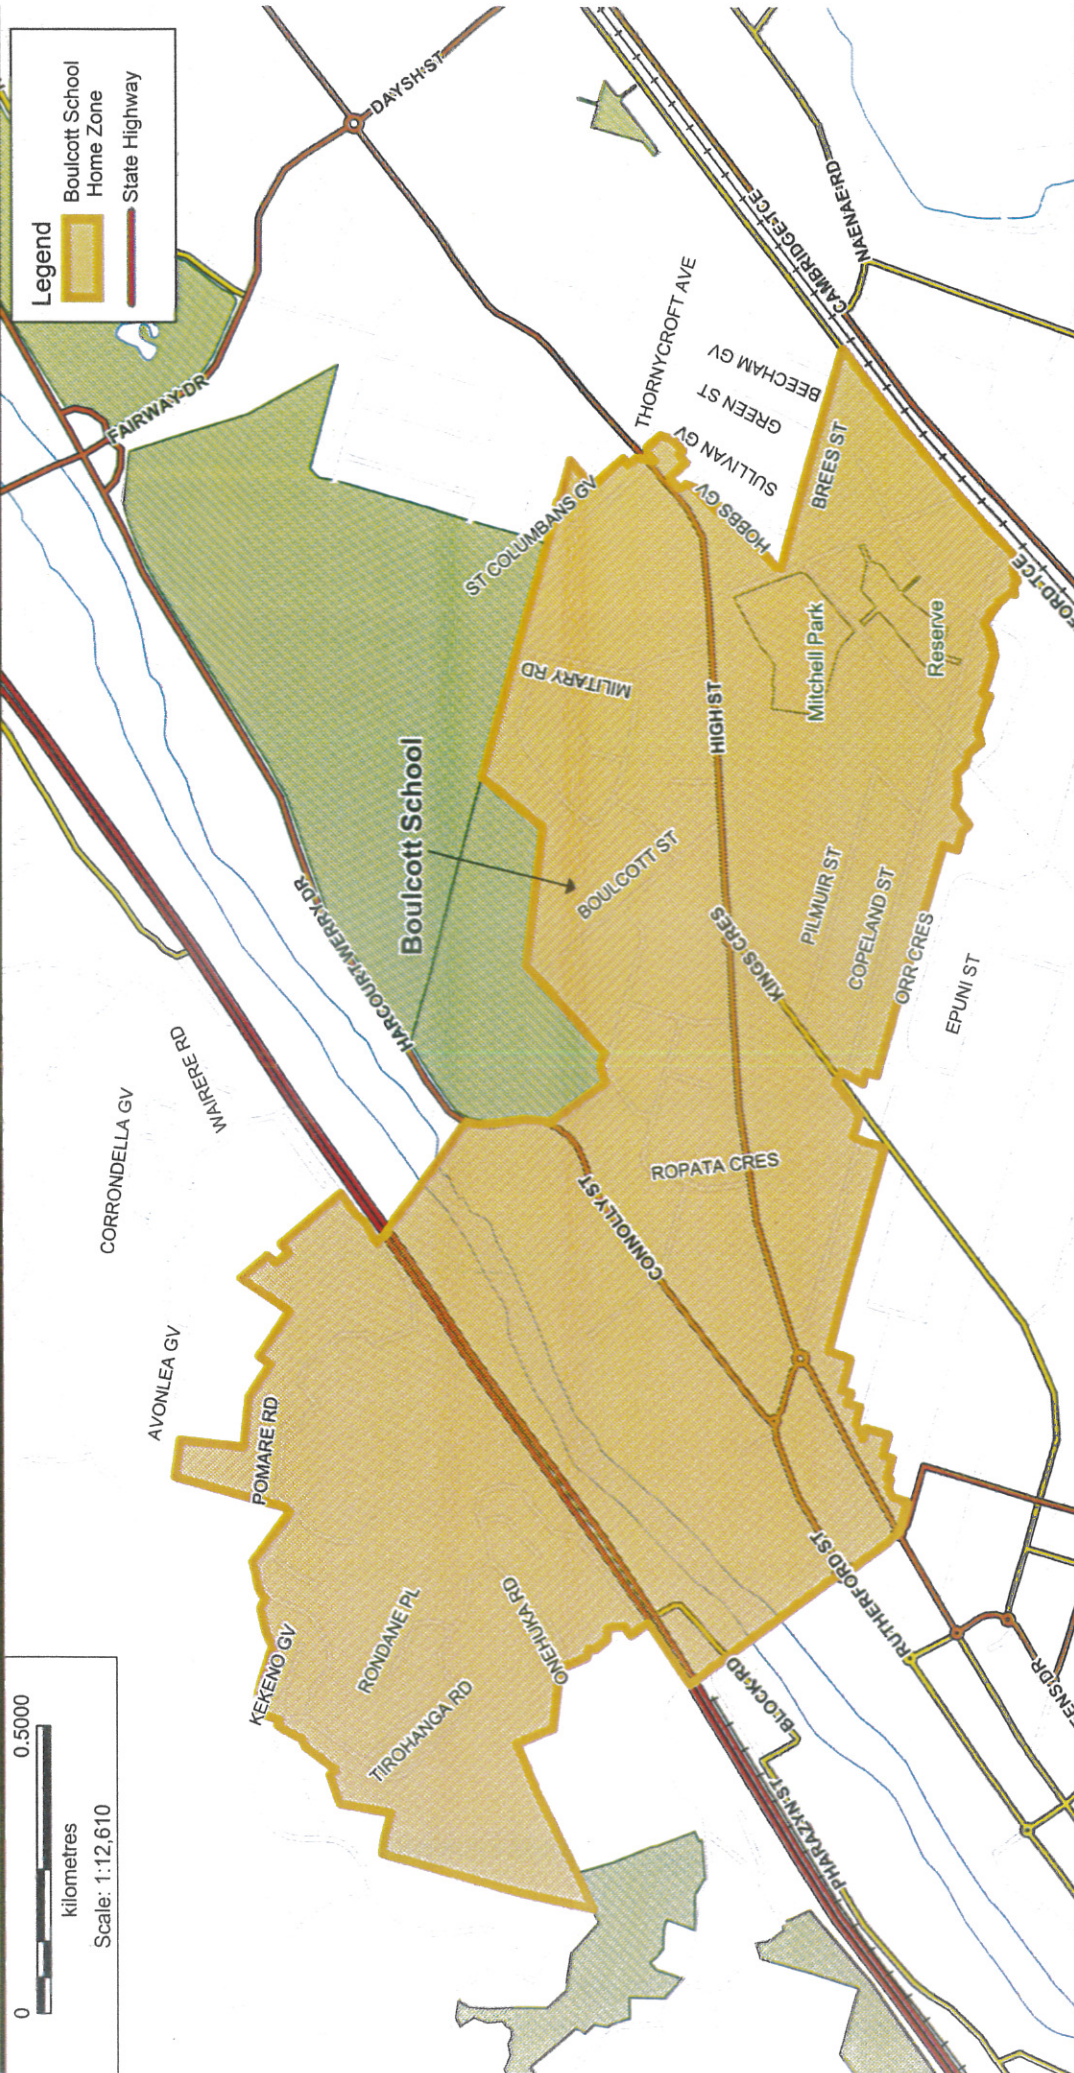 Legend
Boulcott School
Home Zone
State Highway
0
0.5000
kilometres
Scale: 1:12,610
DAYSH ST
FAIRWAY DR
CAMBRIDGE TCE
NAENAE RD
THORNYCROFT AVE
BEECHAM GV
GREEN ST
SULLIVAN GV
HOBBS GV
BREES ST
ST COLUMBANS GV
MILITARY RD
HIGH ST
Mitchell Park
Reserve
FORD TCE
Boulcott School
HARCOURT WERRY DR
BOULCOTT ST
KINGS CRES
PILMUIR ST
COPELAND ST
ORR CRES
EPUNI ST
WAIRERE RD
CORRONDELLA GV
AVONLEA GV
POMARE RD
ROPATA CRES
CONNOLLY ST
KEKENO GV
RONDANE PL
TIROHANGA RD
ONEHUKA RD
RUTHERFORD ST
BLOCK RD
PHARAZYN ST
ENS DR